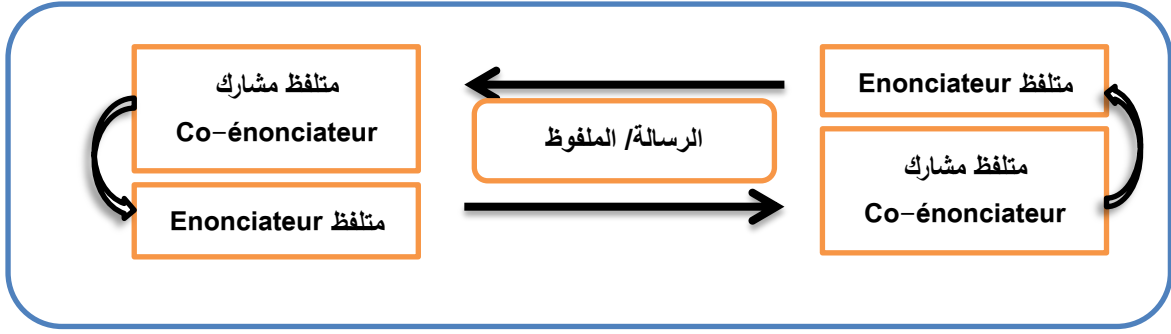 متلفظ Enonciateur
متلفظ مشارك
Co-énonciateur
الرسالة/ الملفوظ
متلفظ مشارك
Co-énonciateur
متلفظ Enonciateur